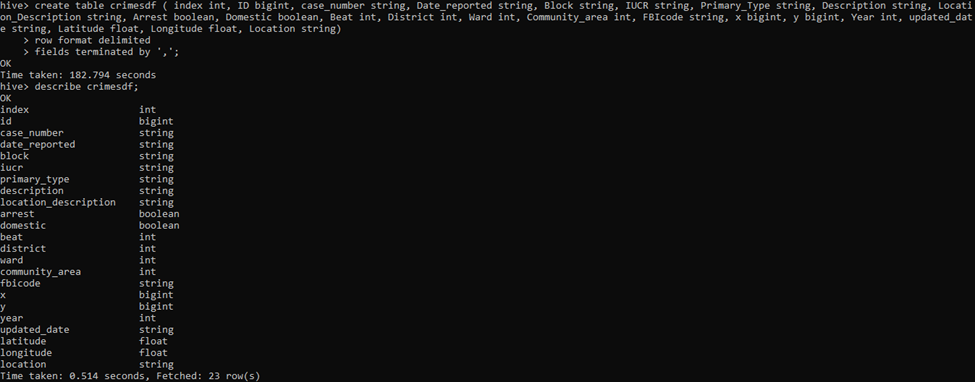 hive> create table crimesdf ( index int, ID bigint, case_number string, Date_reported string, Block string, IUCR string, Primary_Type string, Description string, Locati
on_Description string, Arrest boolean, Domestic boolean, Beat int, District int, Ward int, Community_area int, FBIcode string, x bigint, y bigint, Year int, updated_dat
e string, Latitude float, Longitude float, Location string)
    > row format delimited
    > fields terminated by ',';
OK
Time taken: 182.794 seconds
hive> describe crimesdf;
OK
index                   int
id                      bigint
case_number             string
date_reported           string
block                   string
iucr                    string
primary_type            string
description             string
location_description    string
arrest                  boolean
domestic                boolean
beat                    int
district                int
ward                    int
community_area          int
fbicode                 string
x                       bigint
y                       bigint
year                    int
updated_date            string
latitude                float
longitude               float
location                string
Time taken: 0.514 seconds, Fetched: 23 row(s)